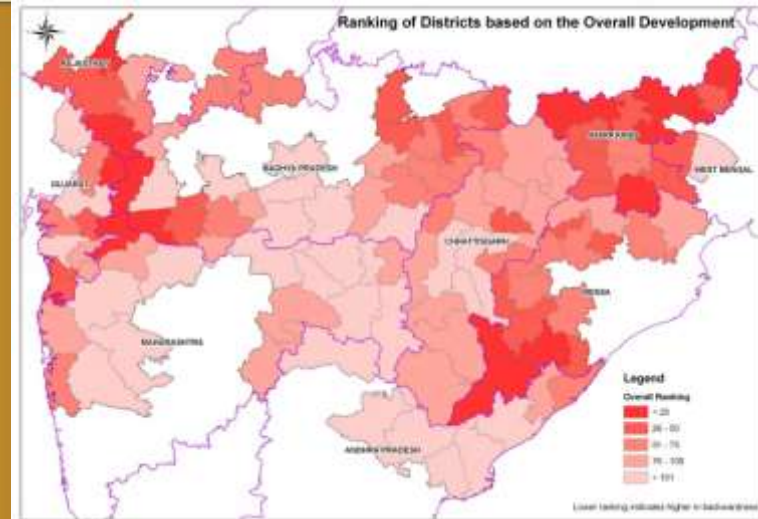 Ranking of Districts based on the Overall Development
RAJASTHAN
JHARKHAND
WEST BENGAL
MADHYA PRADESH
GUJARAT
CHHATTISGARH
ORISSA
MAHARASHTRA
Legend
Overall Ranking
26 - 50
51 - 75
76 - 100
> 101
ANDHRA PRADESH
Lower ranking indicates higher in backwardness